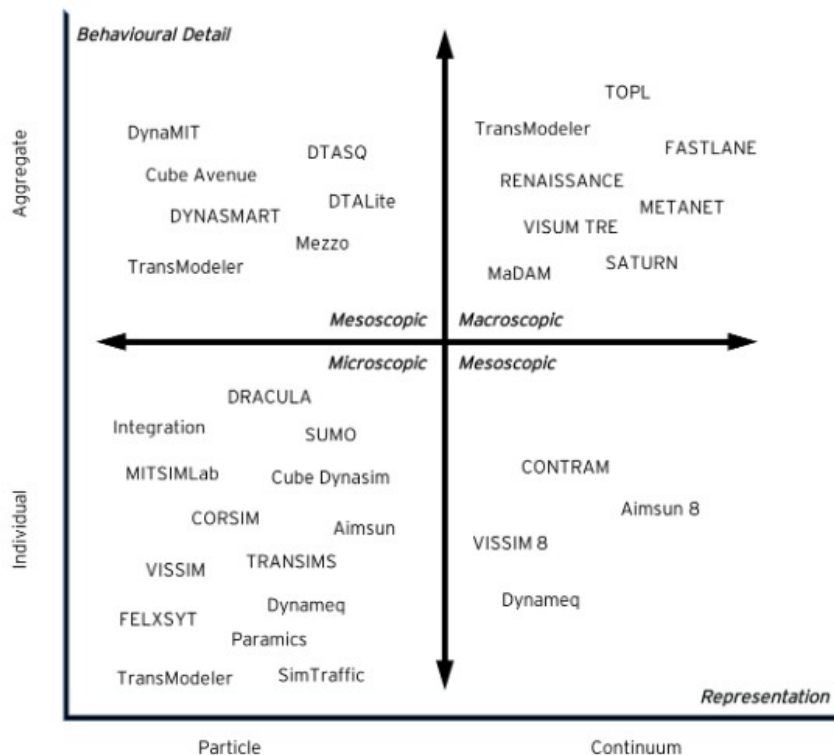 Behavioural Detail
TOPL
DynaMIT
TransModeler
DTASQ
FASTLANE
Cube Avenue
RENAISSANCE
DTALite
METANET
DYNASMART
VISUM TRE
Mezzo
TransModeler
SATURN
MaDAM
Aggregate
Mesoscopic
Macroscopic
Microscopic
Mesoscopic
DRACULA
Integration
SUMO
MITSIMLab
Cube Dynasim
CONTRAM
CORSIM
Aimsun
Aimsun 8
VISSIM
TRANSIMS
VISSIM 8
FELXSYT
Dynameq
Dynameq
Paramics
TransModeler
SimTraffic
Individual
Representation
Particle
Continuum